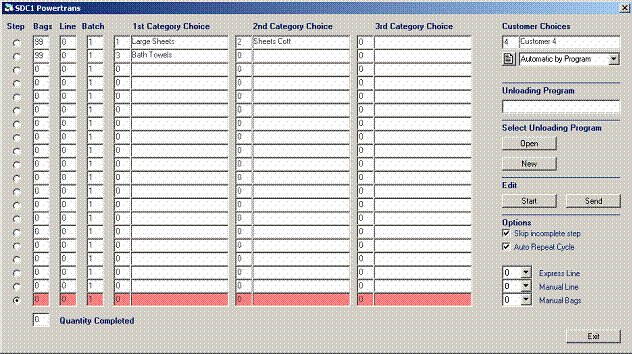 SDC1 Powertrans
Step Bags Line Batch 1st Category Choice 2nd Category Choice 3rd Category Choice Customer Choices
99 0 1 1 Large Sheets 2 Sheets Cott 0 4 Customer 4
99 0 1 3 Bath Towels 0 0 Automatic by Program
0 0 1 0 0 0
0 0 1 0 0 0 Unloading Program
0 0 1 0 0 0
0 0 1 0 0 0
0 0 1 0 0 0 Select Unloading Program
0 0 1 0 0 0 Open
0 0 1 0 0 0
0 0 1 0 0 0 New
0 0 1 0 0 0
0 0 1 0 0 0 Edit
0 0 1 0 0 0 Start Send
0 0 1 0 0 0
0 0 1 0 0 0 Options
0 0 1 0 0 0 Skip incomplete step
0 0 1 0 0 0 Auto Repeat Cycle
0 0 1 0 0 0 0 Express Line
0 0 1 0 0 0 0 Manual Line
0 0 1 0 0 0 0 Manual Bags
0 Quantity Completed
Exit